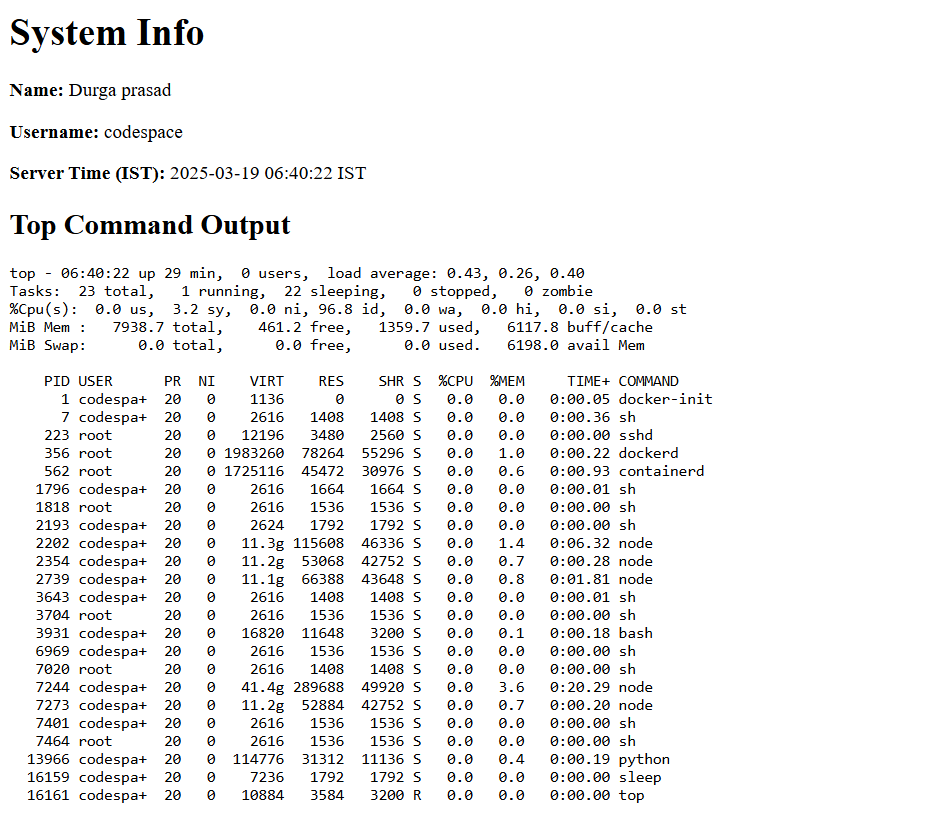 System Info
Name: Durga prasad
Username: codespace
Server Time (IST): 2025-03-19 06:40:22 IST
Top Command Output
top - 06:40:22 up 29 min,  0 users,  load average: 0.43, 0.26, 0.40
Tasks:  23 total,   1 running,  22 sleeping,   0 stopped,   0 zombie
%Cpu(s):  0.0 us,  3.2 sy,  0.0 ni, 96.8 id,  0.0 wa,  0.0 hi,  0.0 si,  0.0 st
MiB Mem :   7938.7 total,    461.2 free,   1359.7 used,   6117.8 buff/cache
MiB Swap:      0.0 total,      0.0 free,      0.0 used.   6198.0 avail Mem
    PID USER      PR  NI    VIRT    RES    SHR S  %CPU  %MEM     TIME+ COMMAND
      1 codespa+  20   0    1136      0      0 S   0.0   0.0   0:00.05 docker-init
      7 codespa+  20   0    2616   1408   1408 S   0.0   0.0   0:00.36 sh
    223 root      20   0   12196   3480   2560 S   0.0   0.0   0:00.00 sshd
    356 root      20   0 1983260  78264  55296 S   0.0   1.0   0:00.22 dockerd
    562 root      20   0 1725116  45472  30976 S   0.0   0.6   0:00.93 containerd
   1796 codespa+  20   0    2616   1664   1664 S   0.0   0.0   0:00.01 sh
   1818 root      20   0    2616   1536   1536 S   0.0   0.0   0:00.00 sh
   2193 codespa+  20   0    2624   1792   1792 S   0.0   0.0   0:00.00 sh
   2202 codespa+  20   0   11.3g 115608  46336 S   0.0   1.4   0:06.32 node
   2354 codespa+  20   0   11.2g  53068  42752 S   0.0   0.7   0:00.28 node
   2739 codespa+  20   0   11.1g  66388  43648 S   0.0   0.8   0:01.81 node
   3643 codespa+  20   0    2616   1408   1408 S   0.0   0.0   0:00.01 sh
   3704 root      20   0    2616   1536   1536 S   0.0   0.0   0:00.00 sh
   3931 codespa+  20   0   16820  11648   3200 S   0.0   0.1   0:00.18 bash
   6969 codespa+  20   0    2616   1536   1536 S   0.0   0.0   0:00.00 sh
   7020 root      20   0    2616   1408   1408 S   0.0   0.0   0:00.00 sh
   7244 codespa+  20   0   41.4g 289688  49920 S   0.0   3.6   0:20.29 node
   7273 codespa+  20   0   11.2g  52884  42752 S   0.0   0.7   0:00.20 node
   7401 codespa+  20   0    2616   1536   1536 S   0.0   0.0   0:00.00 sh
   7464 root      20   0    2616   1536   1536 S   0.0   0.0   0:00.00 sh
  13966 codespa+  20   0  114776  31312  11136 S   0.0   0.4   0:00.19 python
  16159 codespa+  20   0    7236   1792   1792 S   0.0   0.0   0:00.00 sleep
  16161 codespa+  20   0   10884   3584   3200 R   0.0   0.0   0:00.00 top